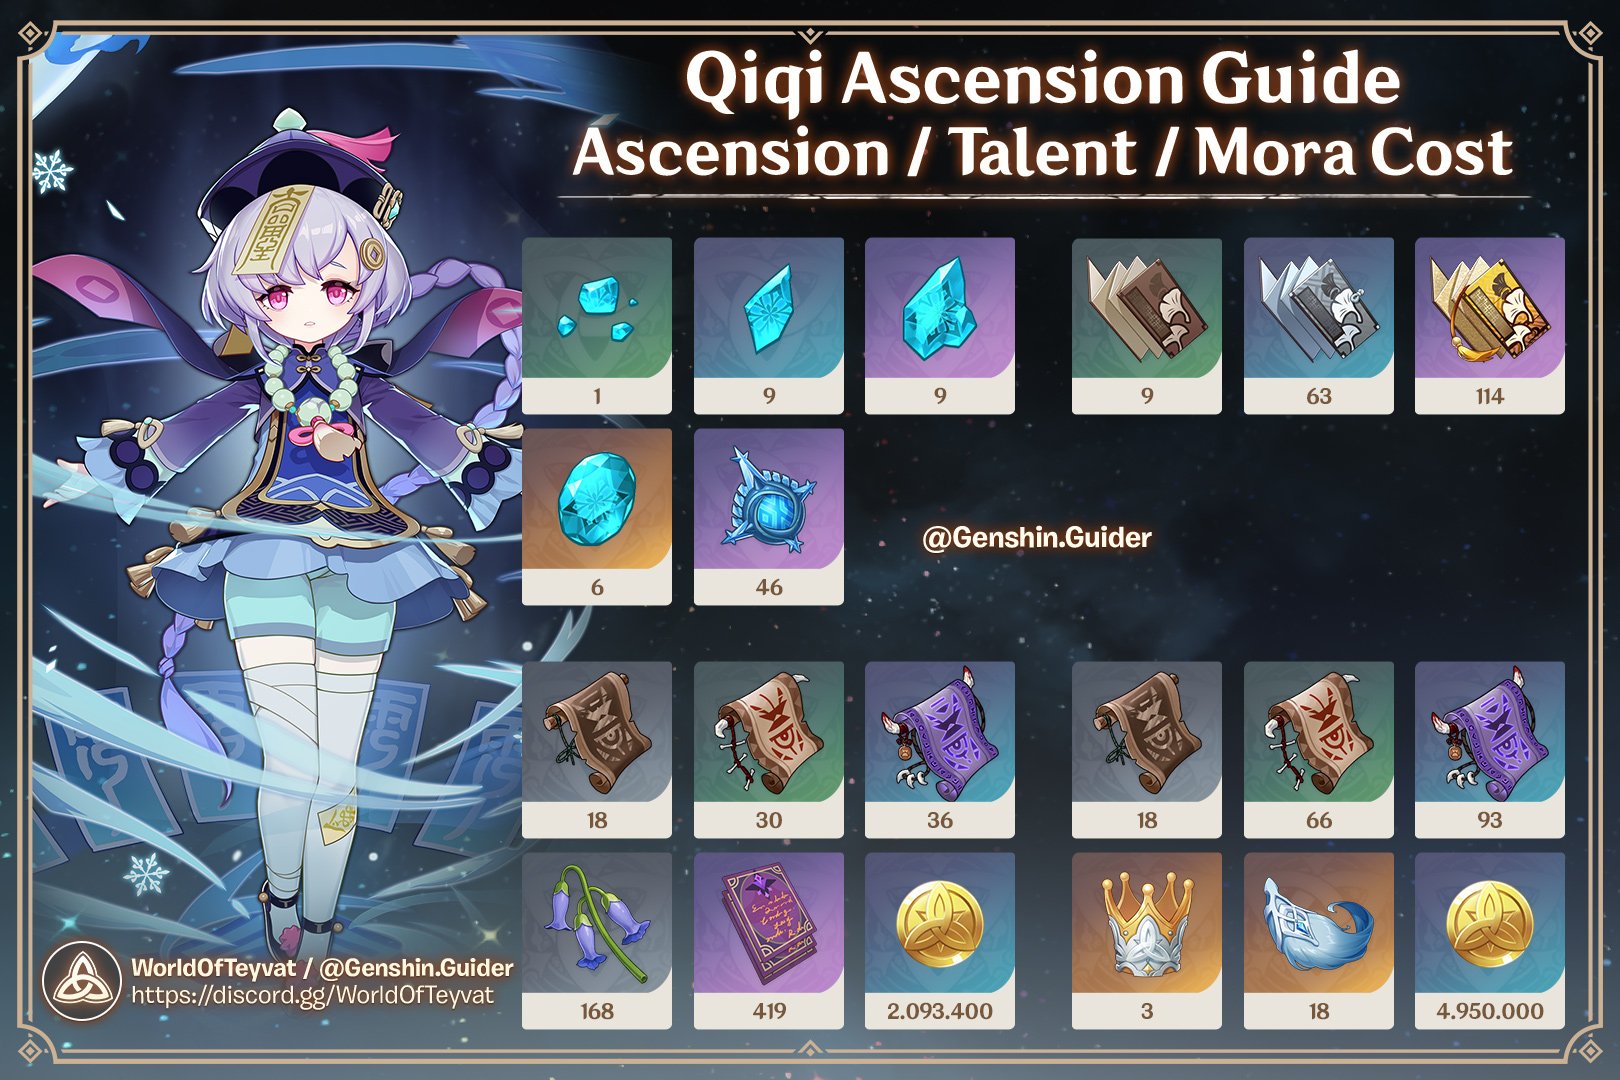 Qiqi Ascension Guide
Ascension / Talent / Mora Cost
1 9 9 9 63 114
6 46
@Genshin.Guider
18 30 36 18 66 93
168 419 2.093.400 3 18 4.950.000
WorldOfTeyvat / @Genshin.Guider
https://discord.gg/WorldOfTeyvat